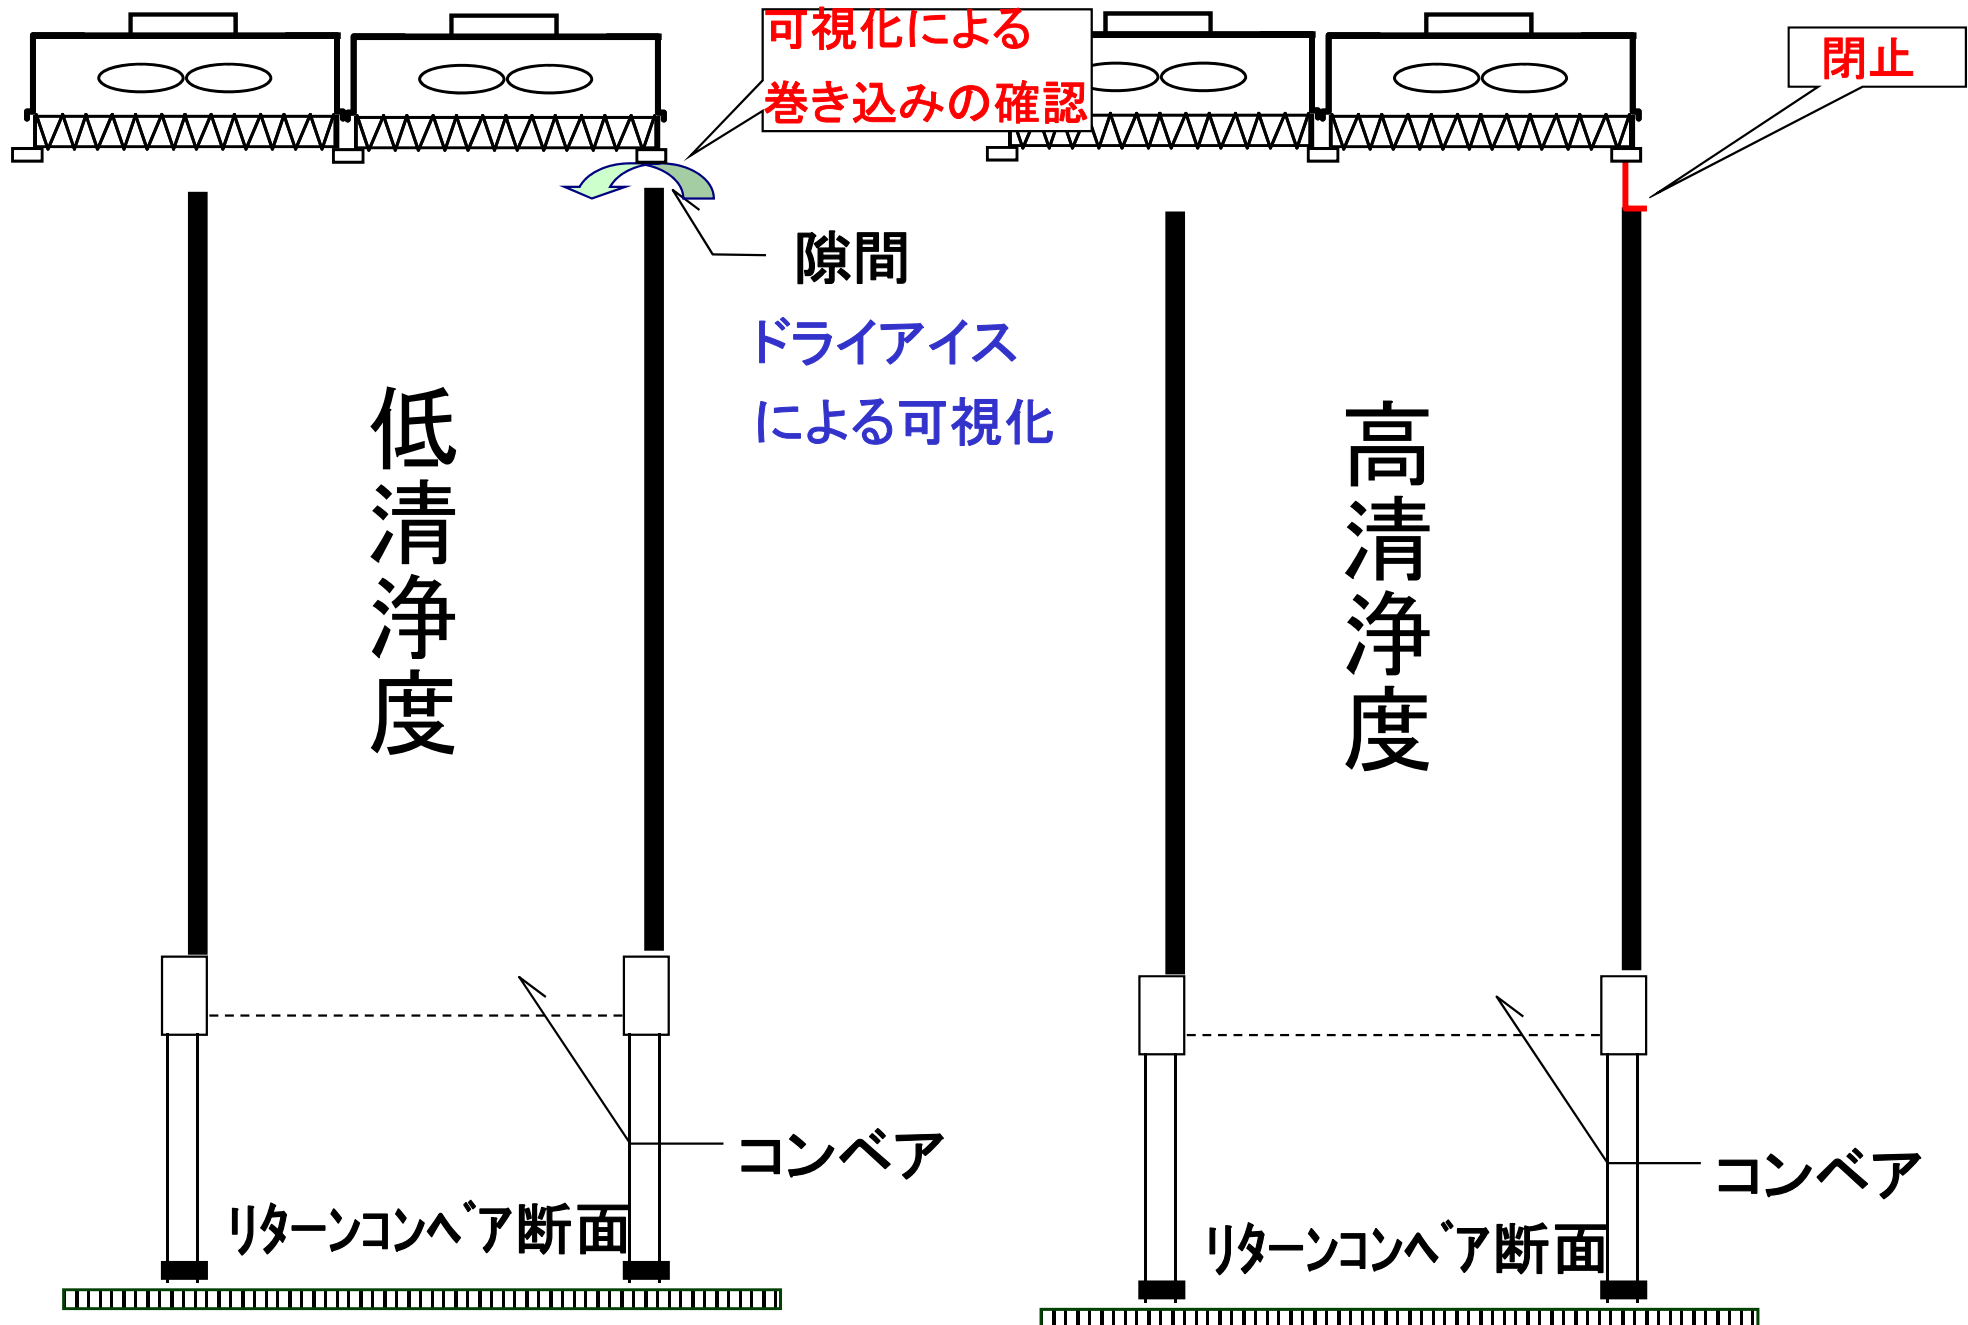 可視化による
巻き込みの確認
閉止
隙間
ドライアイス
による可視化
低清浄度
高清浄度
コンベア
ﾘﾀｰﾝｺﾝﾍﾞｱ断面
コンベア
ﾘﾀｰﾝｺﾝﾍﾞｱ断面